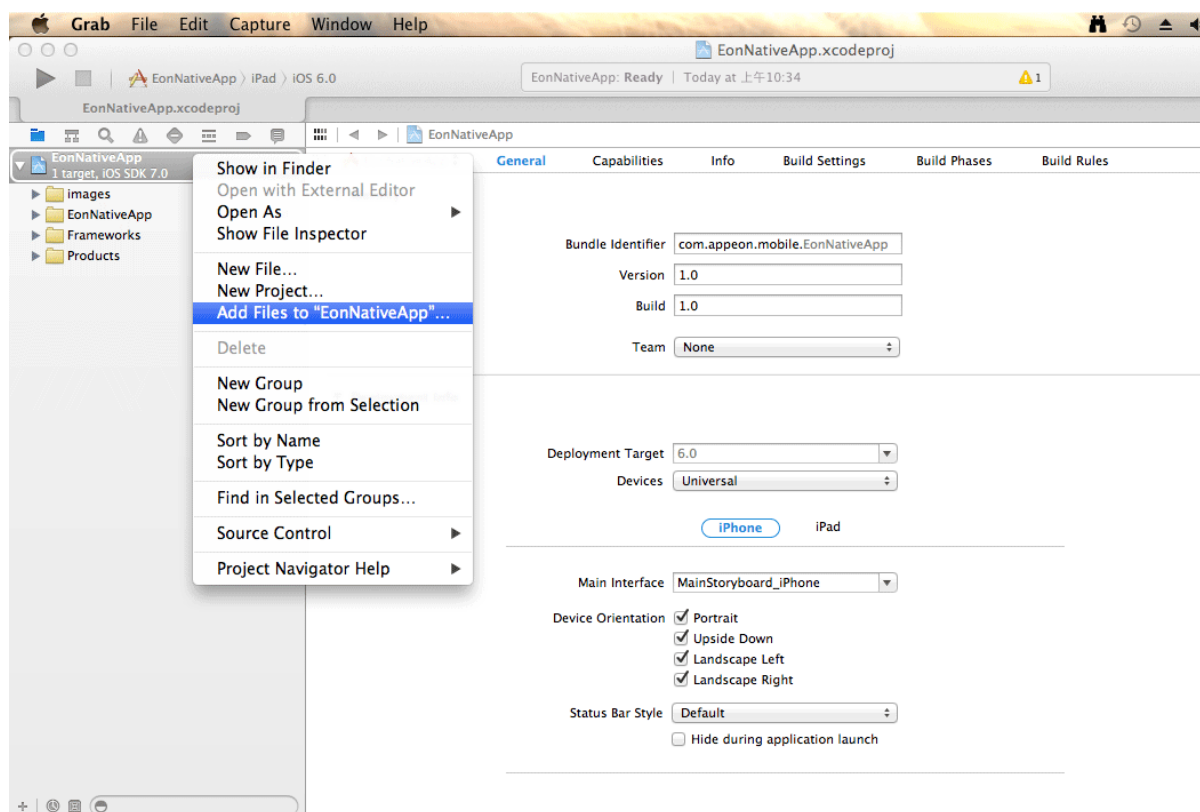 Grab File Edit Capture Window Help
EonNativeApp.xcodeproj
EonNativeApp 〉 iPad 〉 iOS 6.0
EonNativeApp: Ready | Today at 上午10:34
1
EonNativeApp.xcodeproj
EonNativeApp
EonNativeApp
1 target, iOS SDK 7.0
General Capabilities Info Build Settings Build Phases Build Rules
images
EonNativeApp
Frameworks
Products
Show in Finder
Open with External Editor
Open As
Show File Inspector
New File...
New Project...
Add Files to “EonNativeApp”...
Delete
New Group
New Group from Selection
Sort by Name
Sort by Type
Find in Selected Groups...
Source Control
Project Navigator Help
Bundle Identifier com.appeon.mobile.EonNativeApp
Version 1.0
Build 1.0
Team None
Deployment Target 6.0
Devices Universal
iPhone iPad
Main Interface MainStoryboard_iPhone
Device Orientation Portrait
Upside Down
Landscape Left
Landscape Right
Status Bar Style Default
Hide during application launch